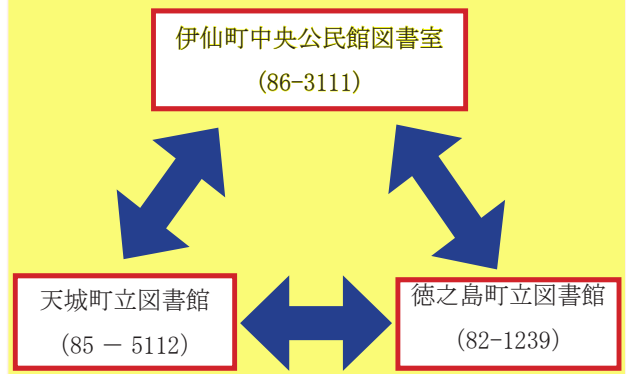 伊仙町中央公民館図書室
(86-3111)
天城町立図書館
(85 － 5112)
徳之島町立図書館
(82-1239)